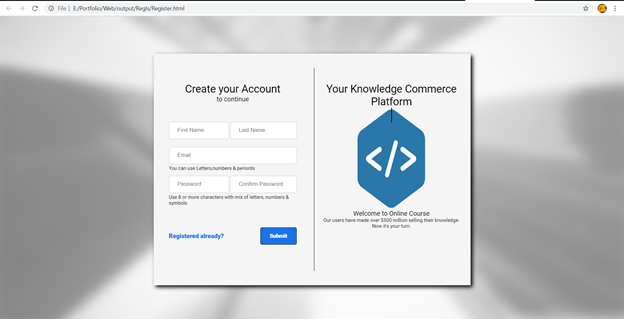 File | E:/Portfolio/Web/output/Regis/Register.html
Create your Account
to continue
First Name Last Name
Email
You can use Letters,numbers & periords
Password Confirm Password
Use 8 or more characters with mix of letters, numbers &
symbols
Registered already? Submit
Your Knowledge Commerce
Platform
</>
Welcome to Online Course
Our users have made over $500 million selling their knowledge.
Now it's your turn.